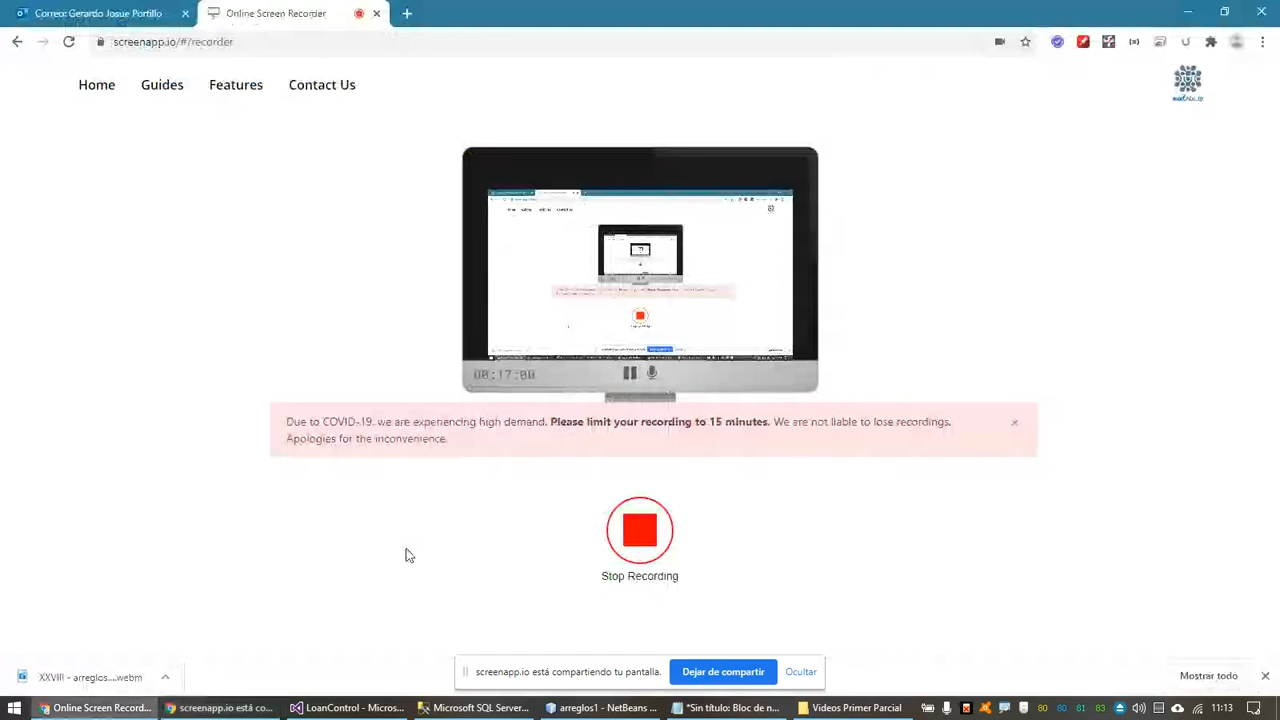 Correo: Gerardo Josue Portillo
Online Screen Recorder
screenapp.io/#/recorder
Home Guides Features Contact Us
00:17:00
Due to COVID-19, we are experiencing high demand. Please limit your recording to 15 minutes. We are not liable to lose recordings.
Apologies for the inconvenience.
Stop Recording
XXVIII - arreglos....webm
screenapp.io está compartiendo tu pantalla.
Dejar de compartir
Ocultar
Mostrar todo
Online Screen Record...
screenapp.io está co...
LoanControl - Micros...
Microsoft SQL Server...
arreglos1 - NetBeans ...
*Sin título: Bloc de n...
Videos Primer Parcial
80 80 81 83
11:13